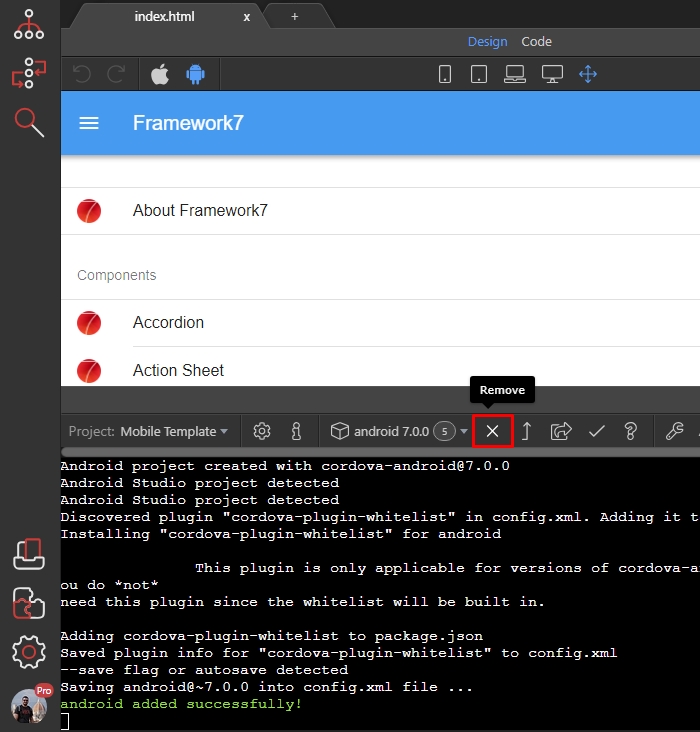 index.html x +
Design Code
Framework7
About Framework7
Components
Accordion
Action Sheet
Remove
Project: Mobile Template android 7.0.0 5
Android project created with cordova-android@7.0.0
Android Studio project detected
Android Studio project detected
Discovered plugin "cordova-plugin-whitelist" in config.xml. Adding it t
Installing "cordova-plugin-whitelist" for android
This plugin is only applicable for versions of cordova-a
ou do *not*
need this plugin since the whitelist will be built in.
Adding cordova-plugin-whitelist to package.json
Saved plugin info for "cordova-plugin-whitelist" to config.xml
--save flag or autosave detected
Saving android@~7.0.0 into config.xml file ...
Pro
android added successfully!